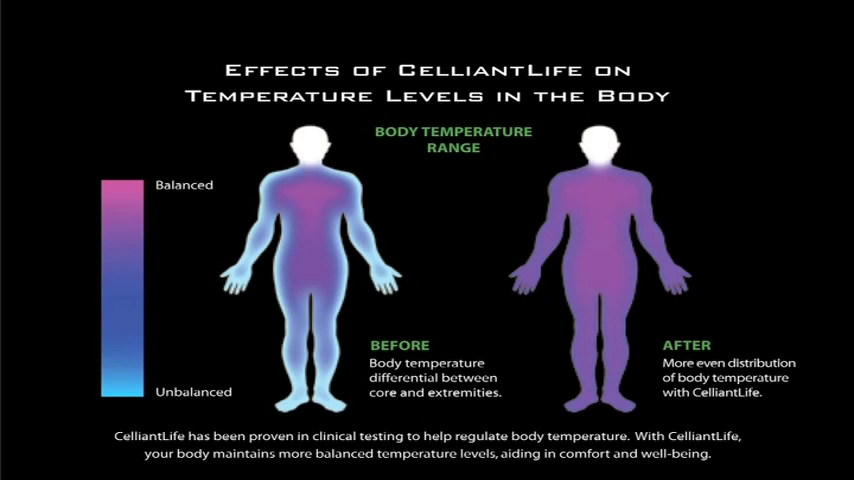 Effects of CelliantLife on
Temperature Levels in the Body
BODY TEMPERATURE
RANGE
Balanced
Unbalanced
BEFORE
Body temperature
differential between
core and extremities.
AFTER
More even distribution
of body temperature
with CelliantLife.
CelliantLife has been proven in clinical testing to help regulate body temperature. With CelliantLife,
your body maintains more balanced temperature levels, aiding in comfort and well-being.